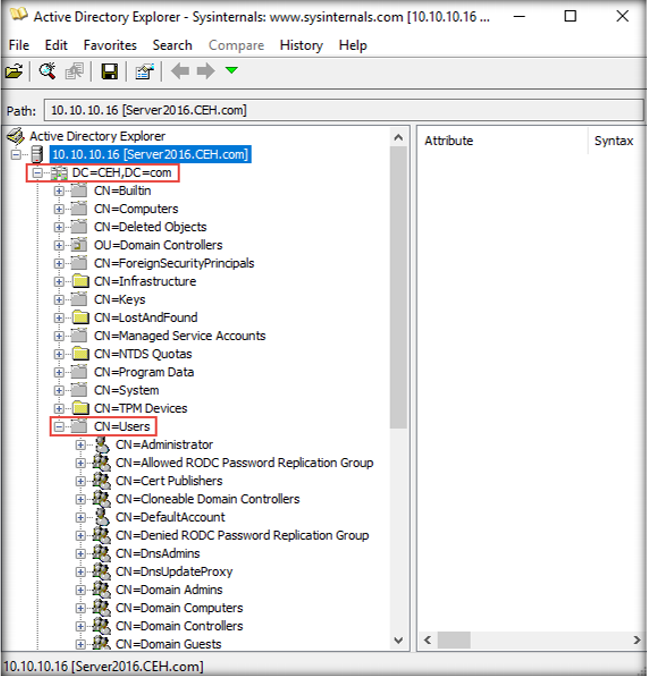 Active Directory Explorer - Sysinternals: www.sysinternals.com [10.10.10.16 ...
File Edit Favorites Search Compare History Help
Path: 10.10.10.16 [Server2016.CEH.com]
Active Directory Explorer
10.10.10.16 [Server2016.CEH.com]
DC=CEH,DC=com
CN=Builtin
CN=Computers
CN=Deleted Objects
OU=Domain Controllers
CN=ForeignSecurityPrincipals
CN=Infrastructure
CN=Keys
CN=LostAndFound
CN=Managed Service Accounts
CN=NTDS Quotas
CN=Program Data
CN=System
CN=TPM Devices
CN=Users
CN=Administrator
CN=Allowed RODC Password Replication Group
CN=Cert Publishers
CN=Cloneable Domain Controllers
CN=DefaultAccount
CN=Denied RODC Password Replication Group
CN=DnsAdmins
CN=DnsUpdateProxy
CN=Domain Admins
CN=Domain Computers
CN=Domain Controllers
CN=Domain Guests
Attribute Syntax
10.10.10.16 [Server2016.CEH.com]